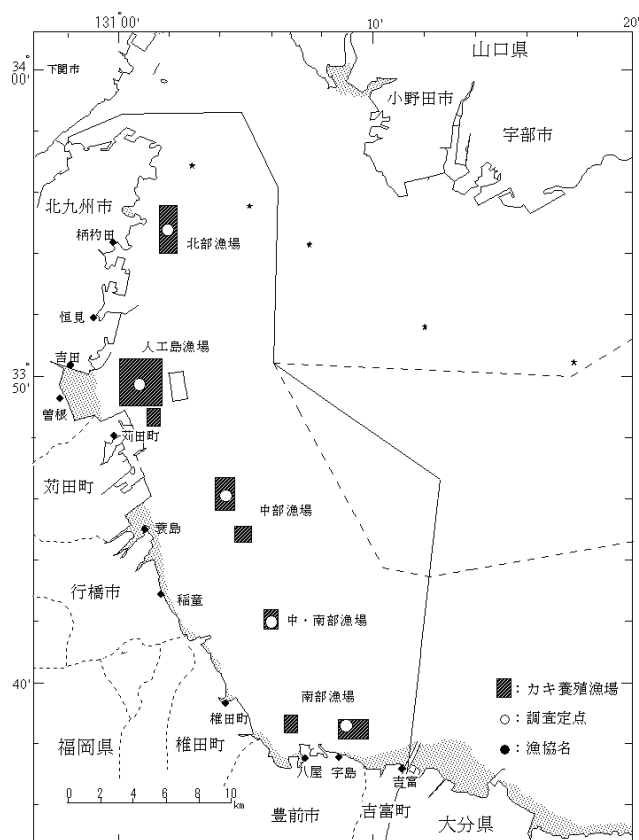 131° 00'
10'
20'
34° 00'
下関市
山口県
小野田市
宇部市
北九州市
柄杓田
北部漁場
恒見
人工島漁場
吉田
33° 50'
曽根
苅田町
苅田町
中部漁場
蓑島
行橋市
稲童
中・南部漁場
40'
南部漁場
：カキ養殖漁場
椎田町
：調査定点
福岡県
椎田町
：漁協名
屋
宇島
吉富
0 2 4 6 8 10
km
豊前市
吉富町
大分県